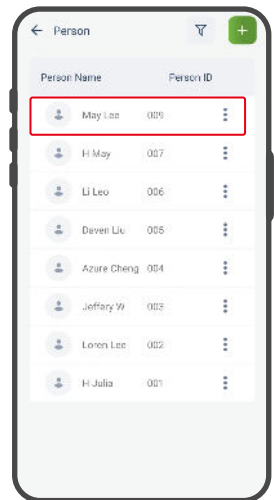 Person
Person Name Person ID
May Lee 009
H May 007
Li Leo 006
Daven Liu 005
Azure Cheng 004
Jeffery W 003
Loren Lee 002
H Julia 001